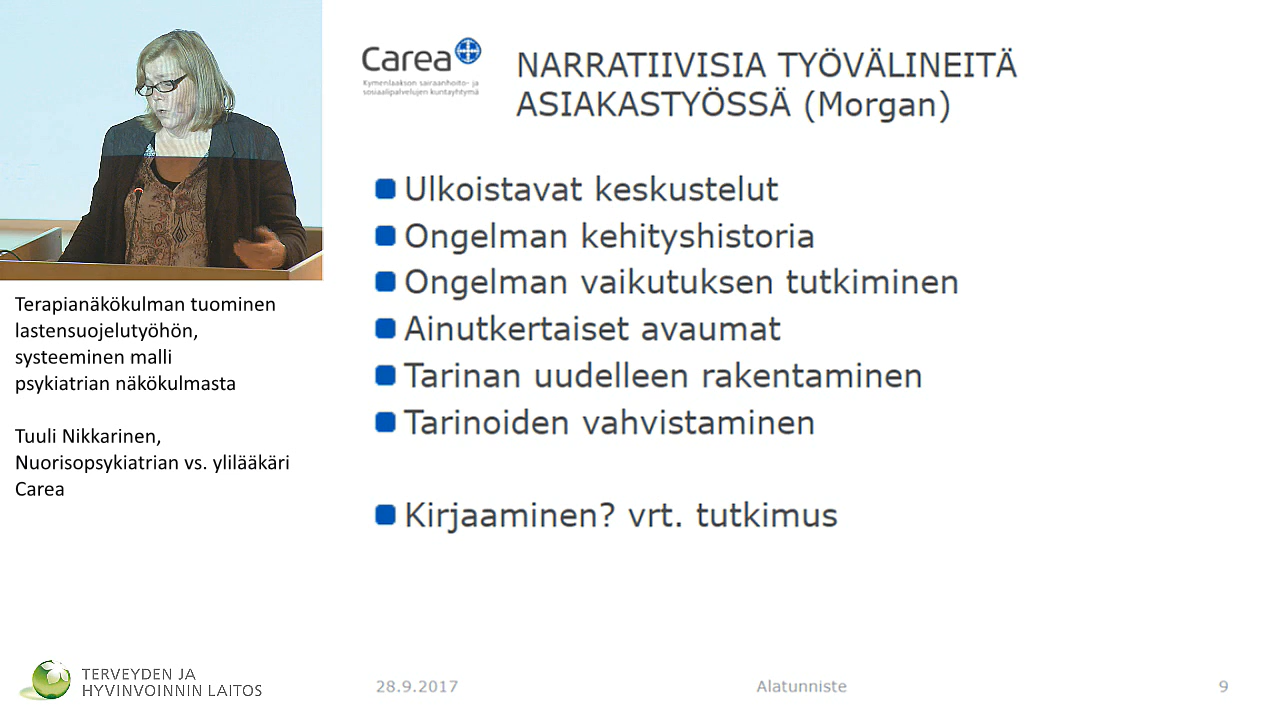 Carea
Kymenlaakson sairaanhoito- ja
sosiaalipalvelujen kuntayhtymä
NARRATIIVISIA TYÖVÄLINEITÄ
ASIAKASTYÖSSÄ (Morgan)
Ulkoistavat keskustelut
Ongelman kehityshistoria
Ongelman vaikutuksen tutkiminen
Ainutkertaiset avaumat
Tarinan uudelleen rakentaminen
Tarinoiden vahvistaminen
Kirjaaminen? vrt. tutkimus
Terapianäkökulman tuominen
lastensuojelutyöhön,
systeeminen malli
psykiatrian näkökulmasta
Tuuli Nikkarinen,
Nuorisopsykiatrian vs. ylilääkäri
Carea
TERVEYDEN JA
HYVINVOINNIN LAITOS
28.9.2017
Alatunniste
9